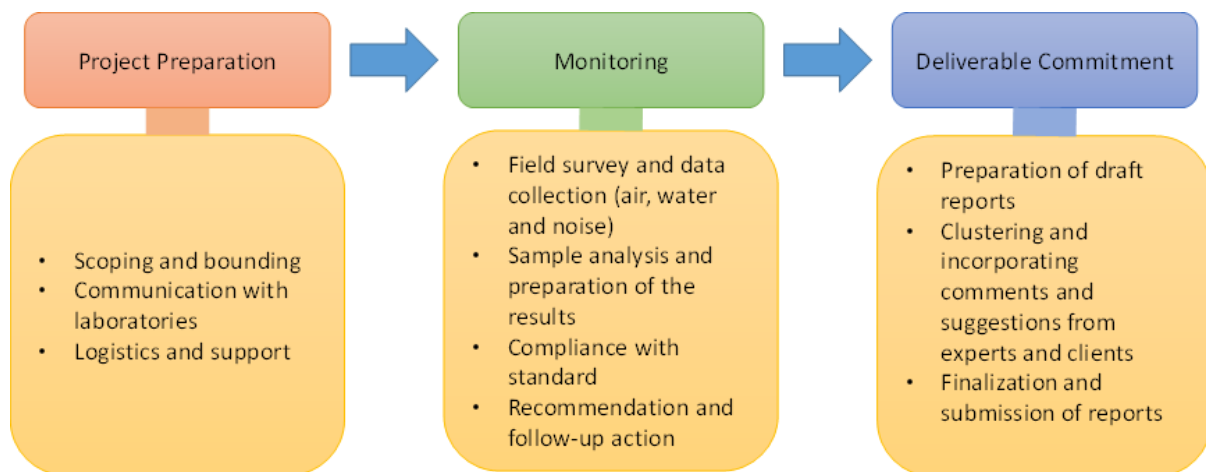 Project Preparation
Monitoring
Deliverable Commitment
• Scoping and bounding
• Communication with
laboratories
• Logistics and support
• Field survey and data
collection (air, water
and noise)
• Sample analysis and
preparation of the
results
• Compliance with
standard
• Recommendation and
follow-up action
• Preparation of draft
reports
• Clustering and
incorporating
comments and
suggestions from
experts and clients
• Finalization and
submission of reports